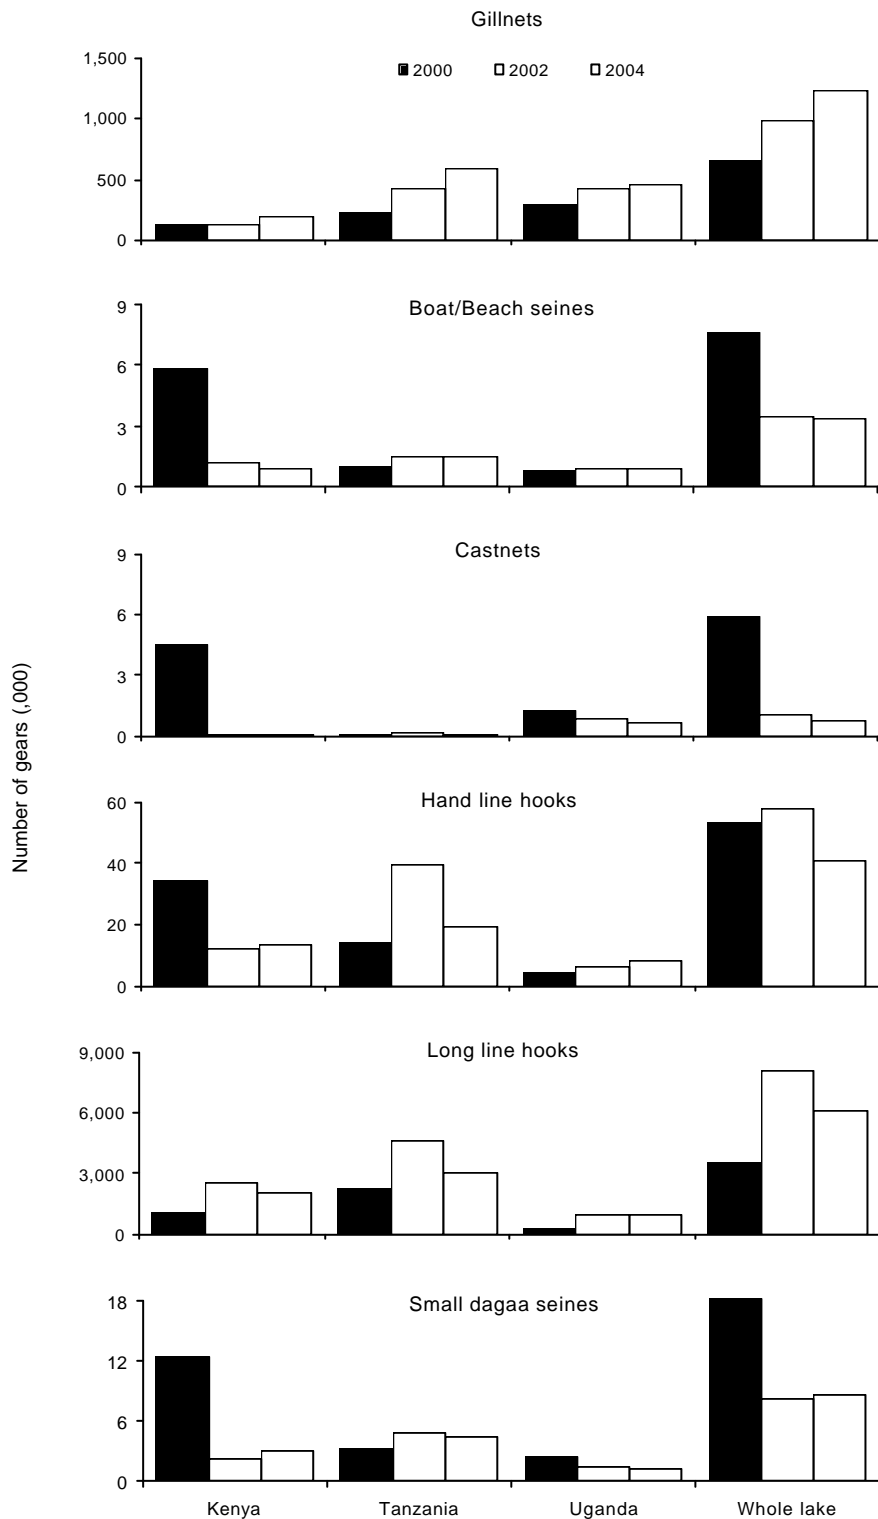 Gillnets
1,500
2000 2002 2004
1,000
500
0
Boat/Beach seines
9
6
3
0
Castnets
9
6
3
0
Number of gears (,000)
Hand line hooks
60
40
20
0
Long line hooks
9,000
6,000
3,000
0
Small dagaa seines
18
12
6
0
Kenya Tanzania Uganda Whole lake